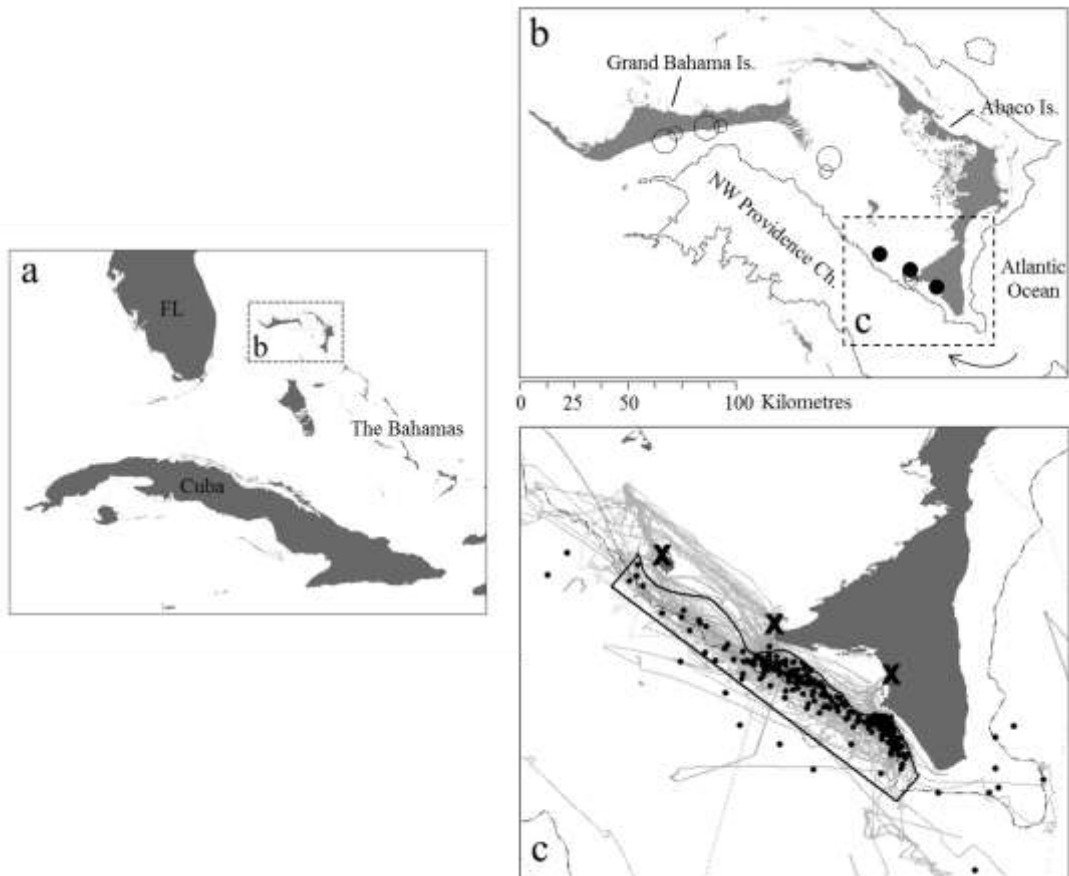 a
FL
b
The Bahamas
Cuba
b
Grand Bahama Is.
Abaco Is.
NW Providence Ch.
Atlantic
Ocean
c
0 25 50 100 Kilometres
X
X
X
c